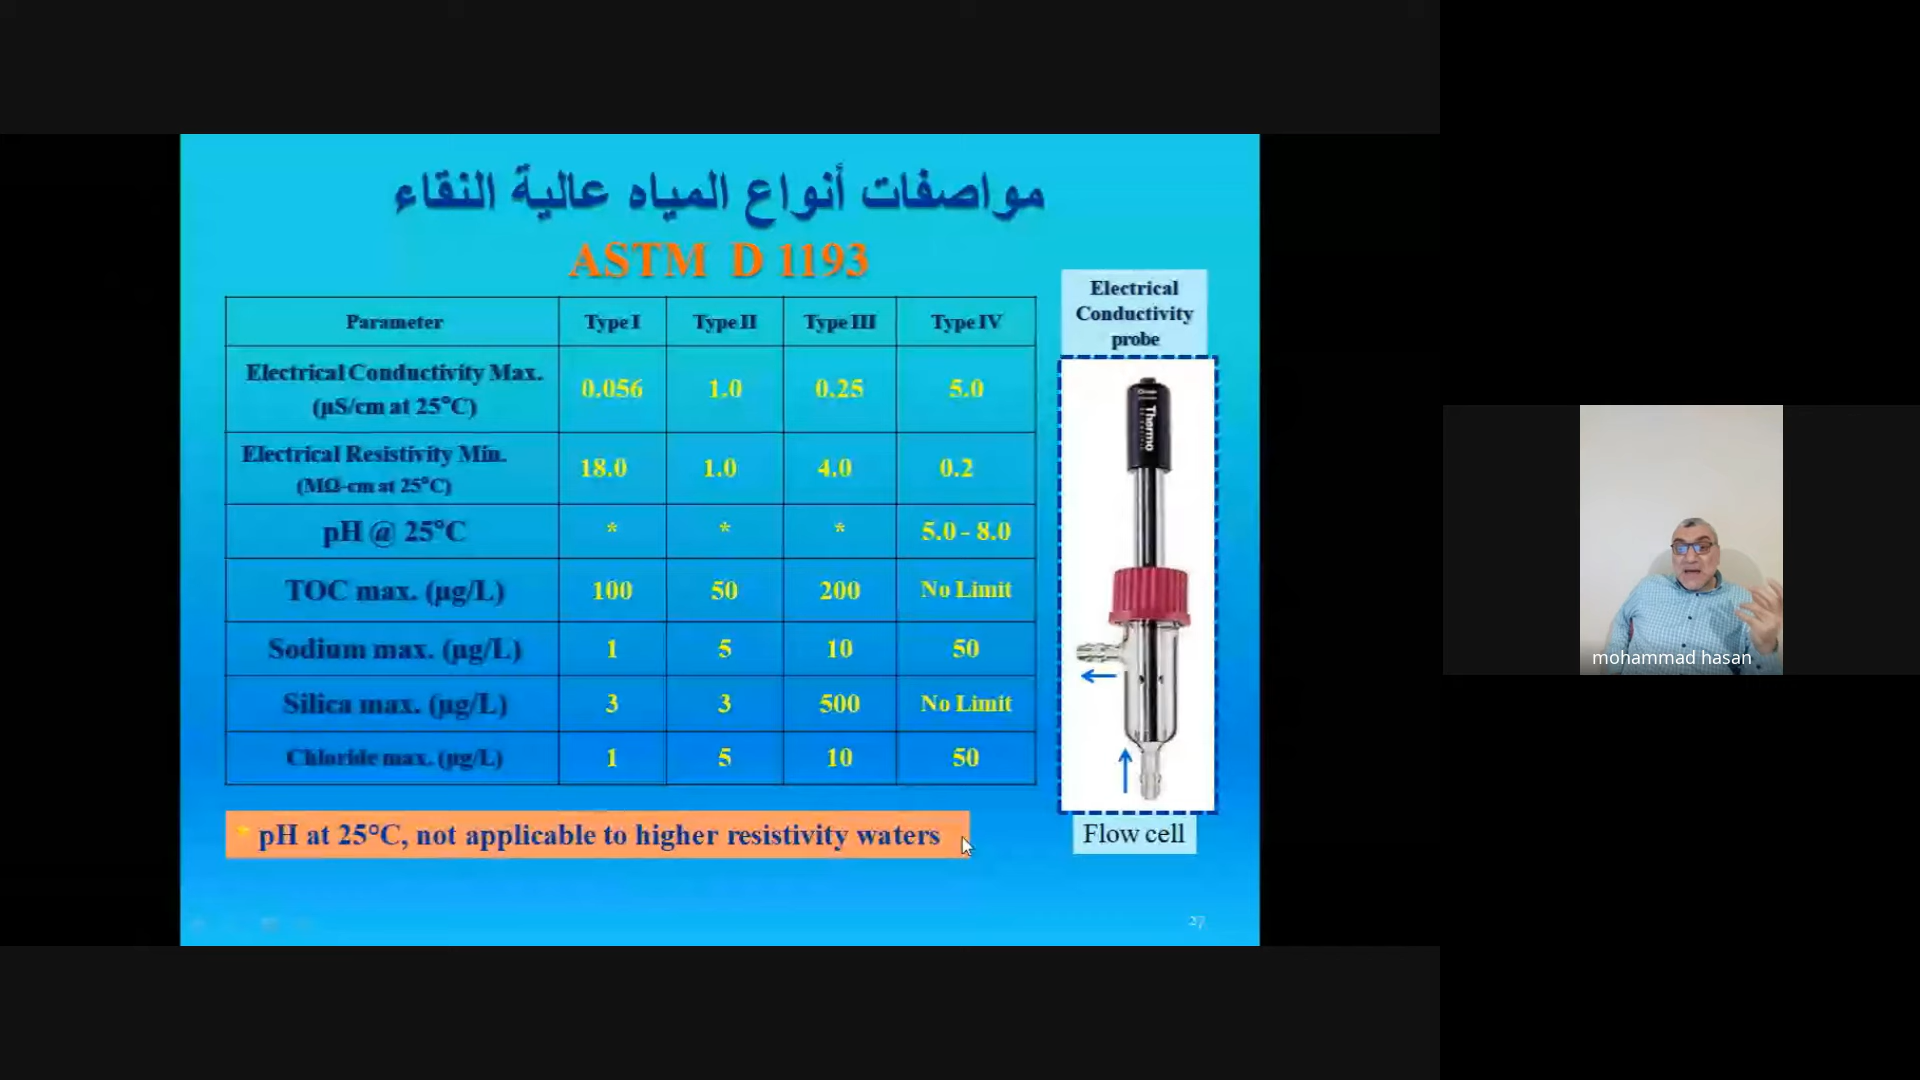 مواصفات أنواع المياه عالية النقاء
ASTM D 1193
Parameter Type I Type II Type III Type IV
Electrical Conductivity Max. (µS/cm at 25°C) 0.056 1.0 0.25 5.0
Electrical Resistivity Min. (MΩ-cm at 25°C) 18.0 1.0 4.0 0.2
pH @ 25°C * * * 5.0 - 8.0
TOC max. (µg/L) 100 50 200 No Limit
Sodium max. (µg/L) 1 5 10 50
Silica max. (µg/L) 3 3 500 No Limit
Chloride max. (µg/L) 1 5 10 50
* pH at 25°C, not applicable to higher resistivity waters
Electrical
Conductivity
probe
Thermo
Flow cell
27
mohammad hasan